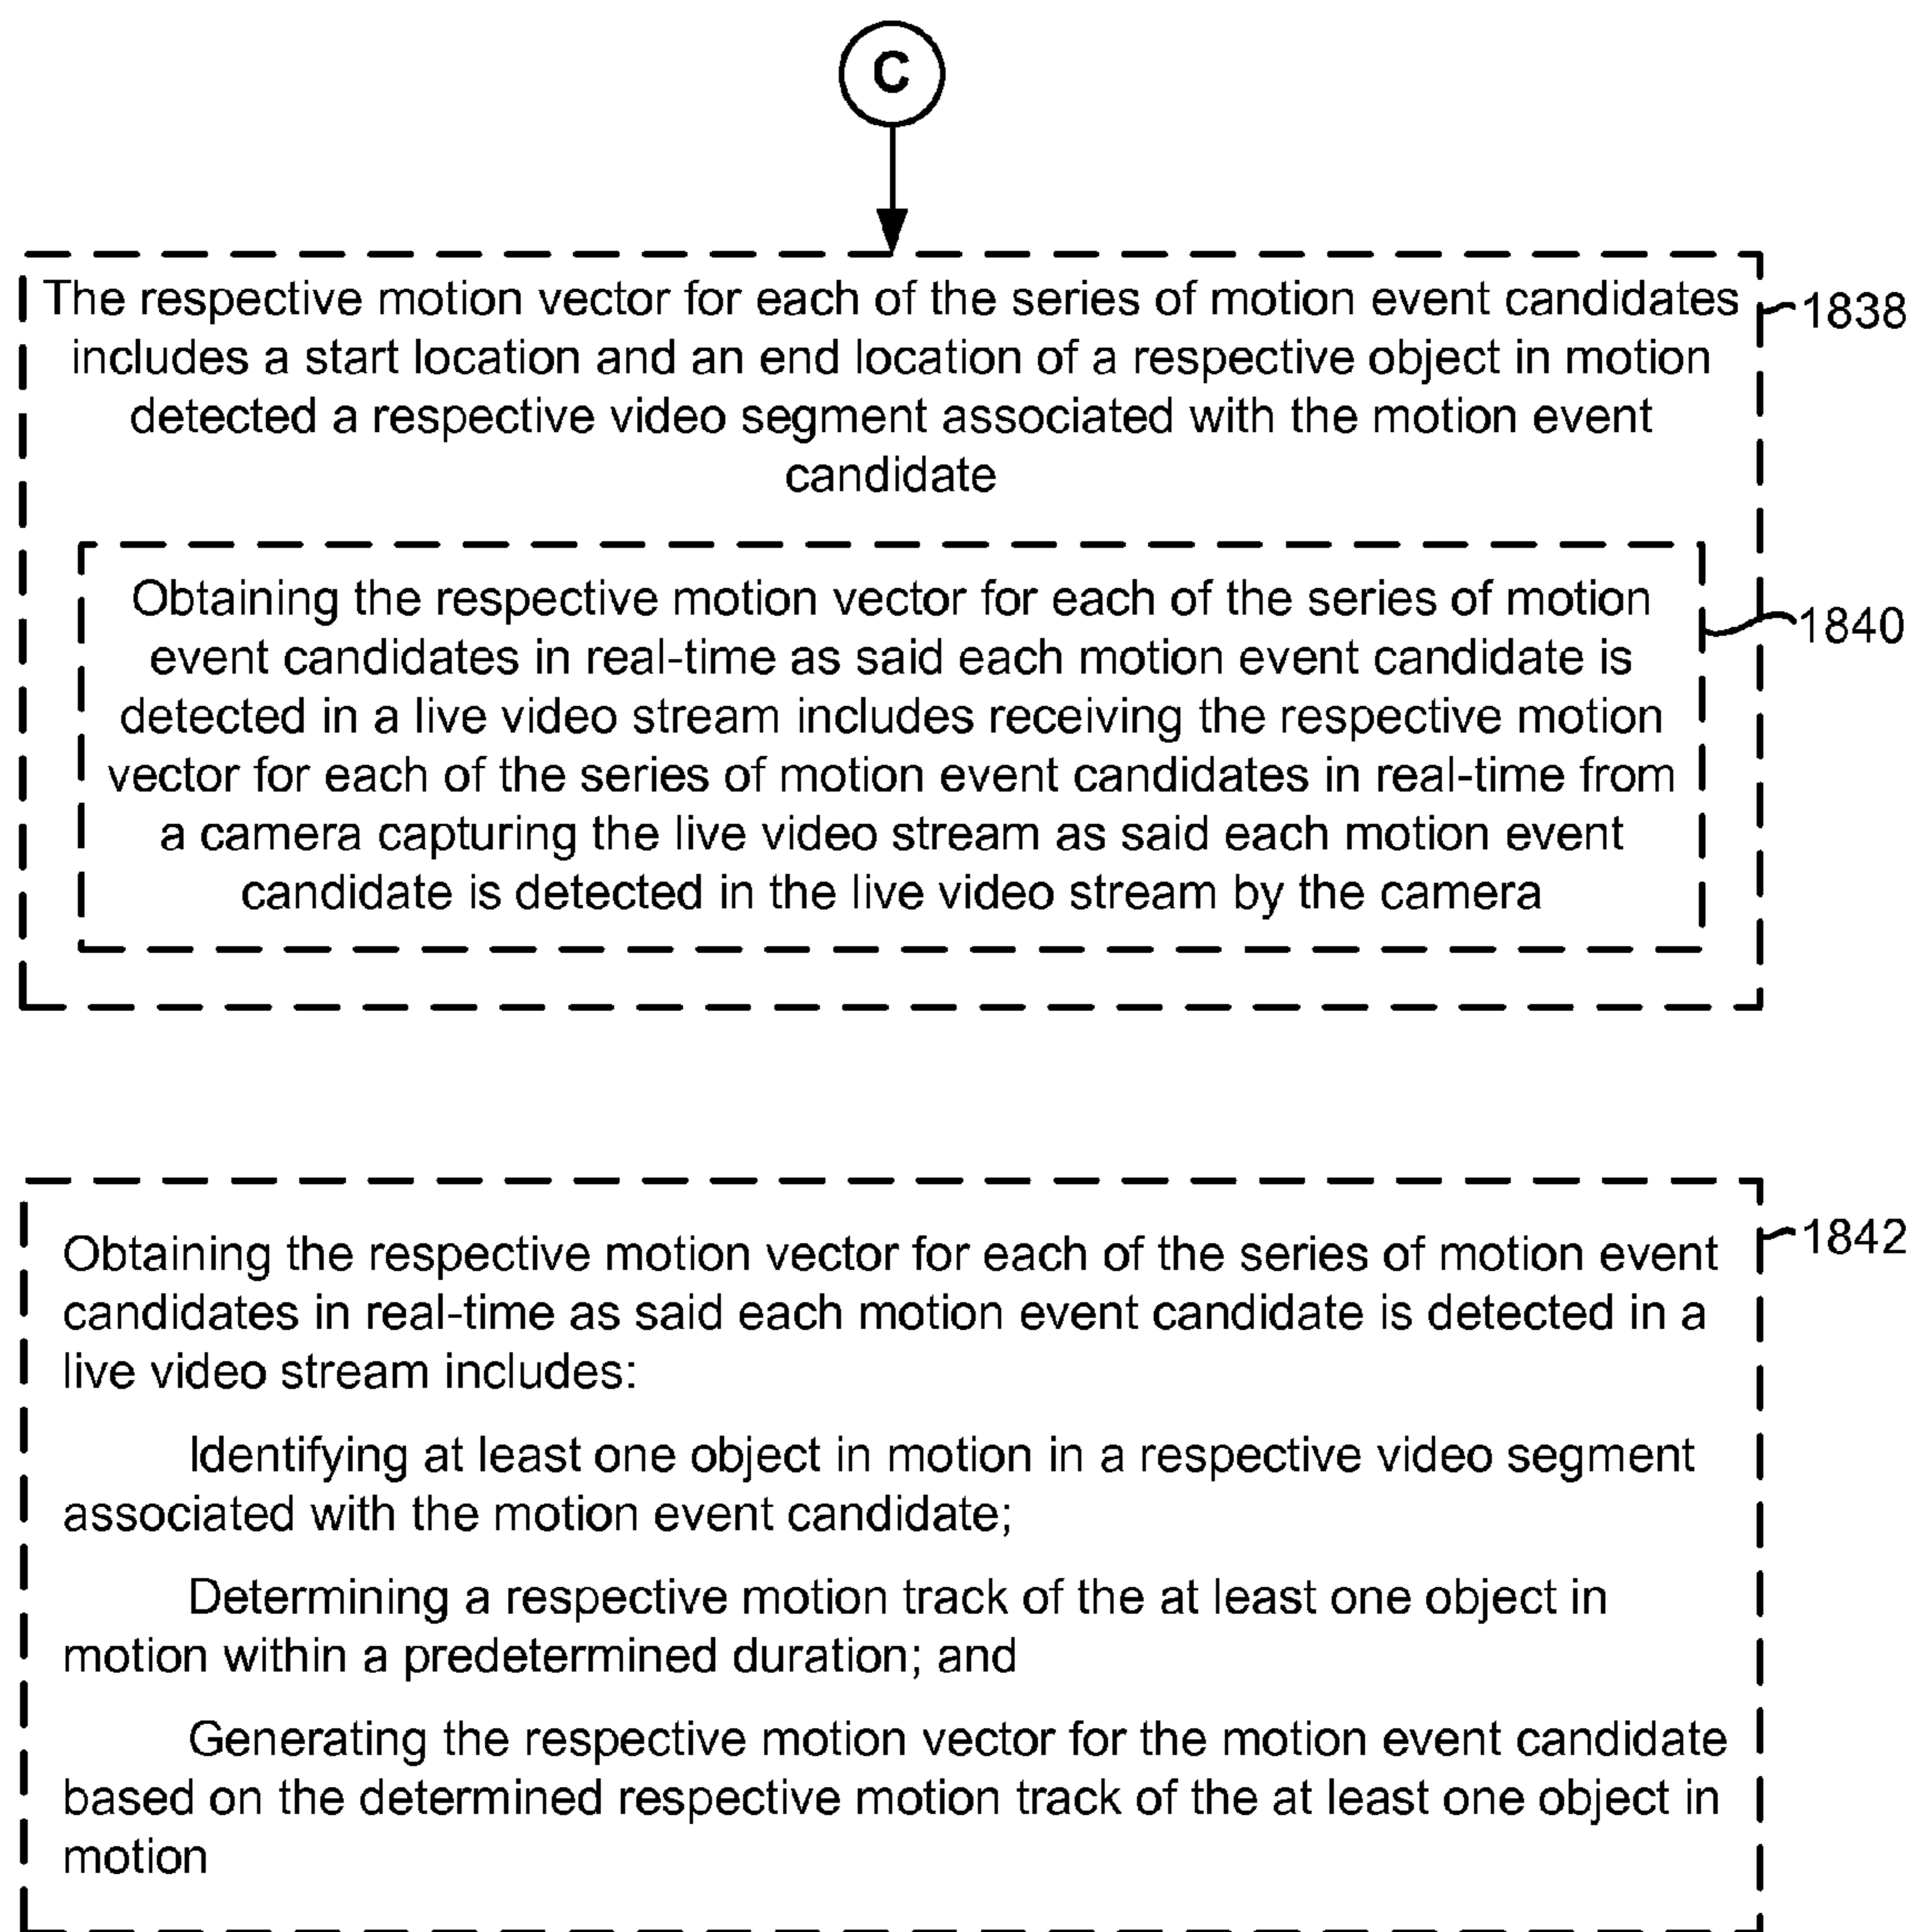 C
The respective motion vector for each of the series of motion event candidates
includes a start location and an end location of a respective object in motion
detected a respective video segment associated with the motion event
candidate
1838
Obtaining the respective motion vector for each of the series of motion
event candidates in real-time as said each motion event candidate is
detected in a live video stream includes receiving the respective motion
vector for each of the series of motion event candidates in real-time from
a camera capturing the live video stream as said each motion event
candidate is detected in the live video stream by the camera
1840
Obtaining the respective motion vector for each of the series of motion event
candidates in real-time as said each motion event candidate is detected in a
live video stream includes:
Identifying at least one object in motion in a respective video segment
associated with the motion event candidate;
Determining a respective motion track of the at least one object in
motion within a predetermined duration; and
Generating the respective motion vector for the motion event candidate
based on the determined respective motion track of the at least one object in
motion
1842